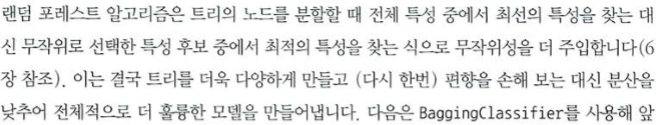 랜덤 포레스트 알고리즘은 트리의 노드를 분할할 때 전체 특성 중에서 최선의 특성을 찾는 대
신 무작위로 선택한 특성 후보 중에서 최적의 특성을 찾는 식으로 무작위성을 더 주입합니다(6
장 참조). 이는 결국 트리를 더욱 다양하게 만들고 (다시 한번) 편향을 손해 보는 대신 분산을
낮추어 전체적으로 더 훌륭한 모델을 만들어냅니다. 다음은 BaggingClassifier를 사용해 앞